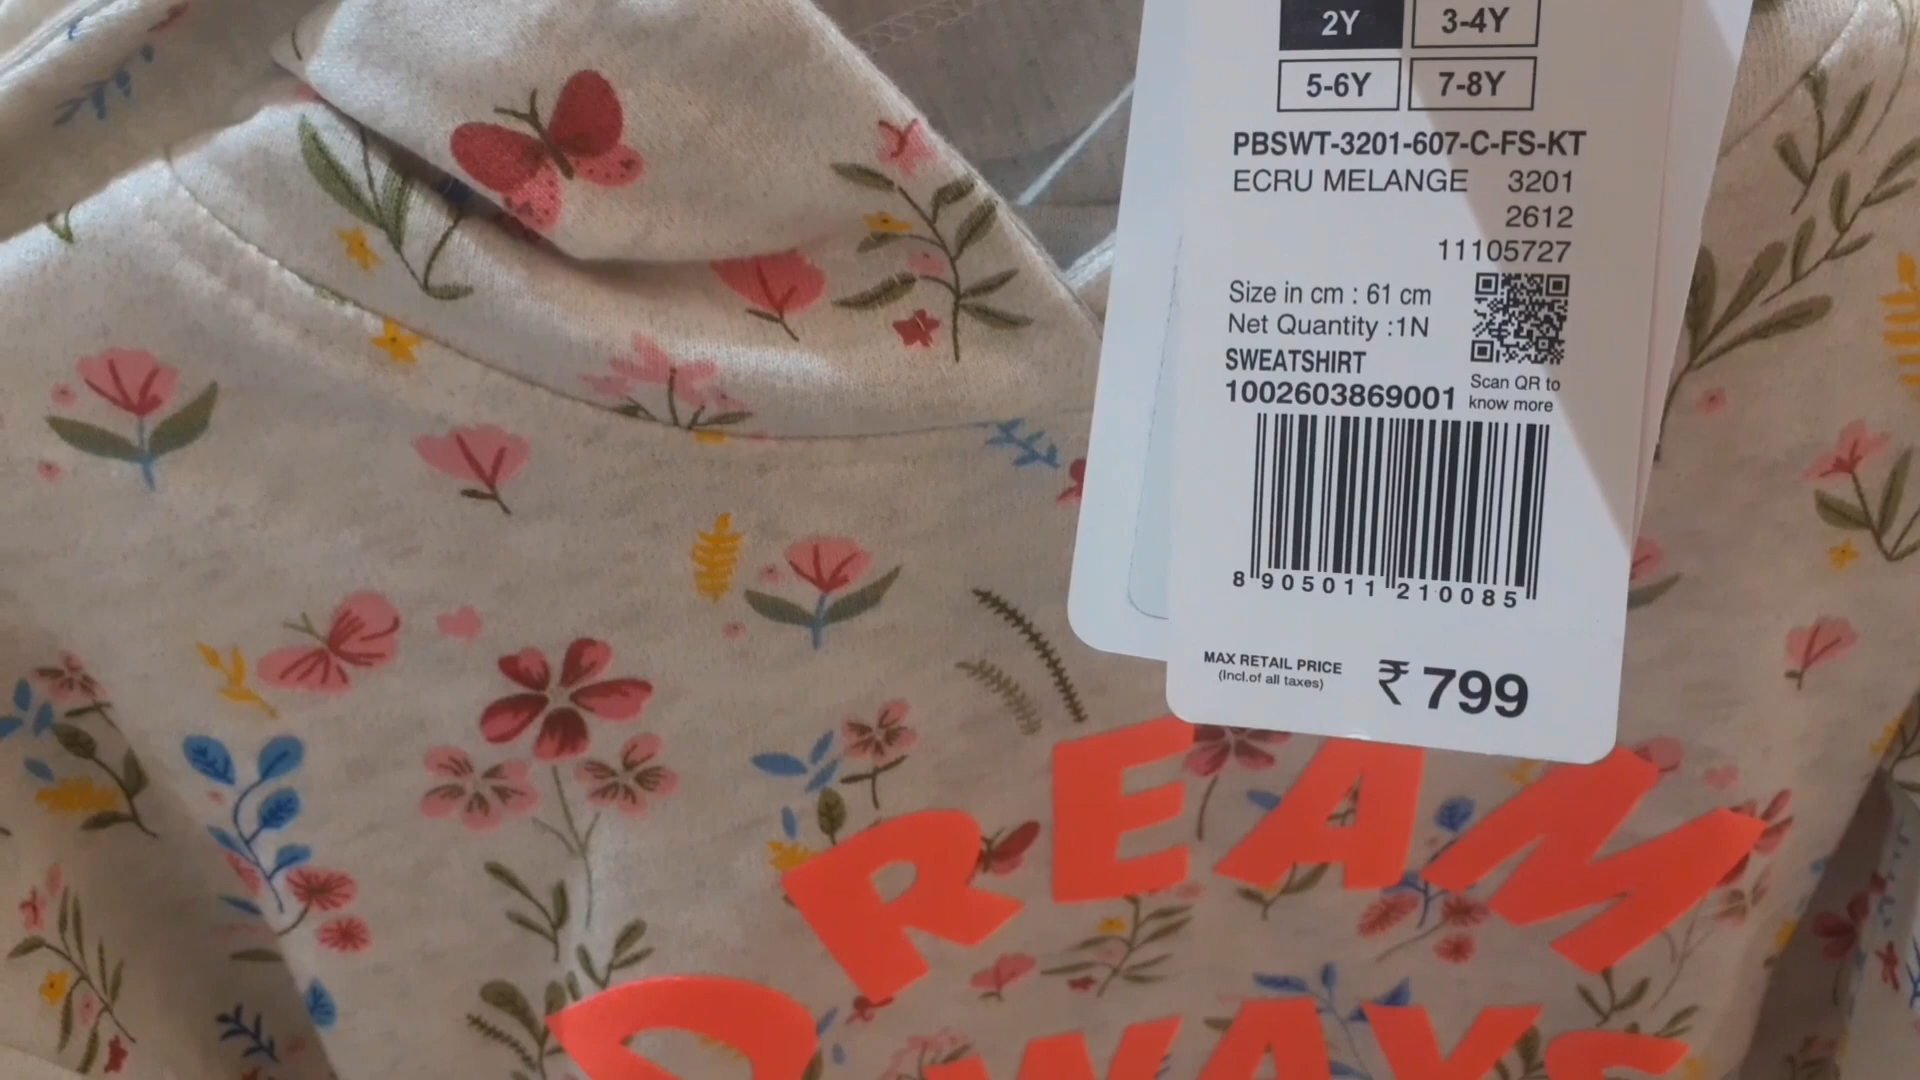 2Y 3-4Y
5-6Y 7-8Y
PBSWT-3201-607-C-FS-KT
ECRU MELANGE 3201
2612
11105727
Size in cm : 61 cm
Net Quantity :1N
SWEATSHIRT
1002603869001
Scan QR to
know more
8 905011 210085
MAX RETAIL PRICE
(Incl.of all taxes)
₹ 799
REAM
WAYS